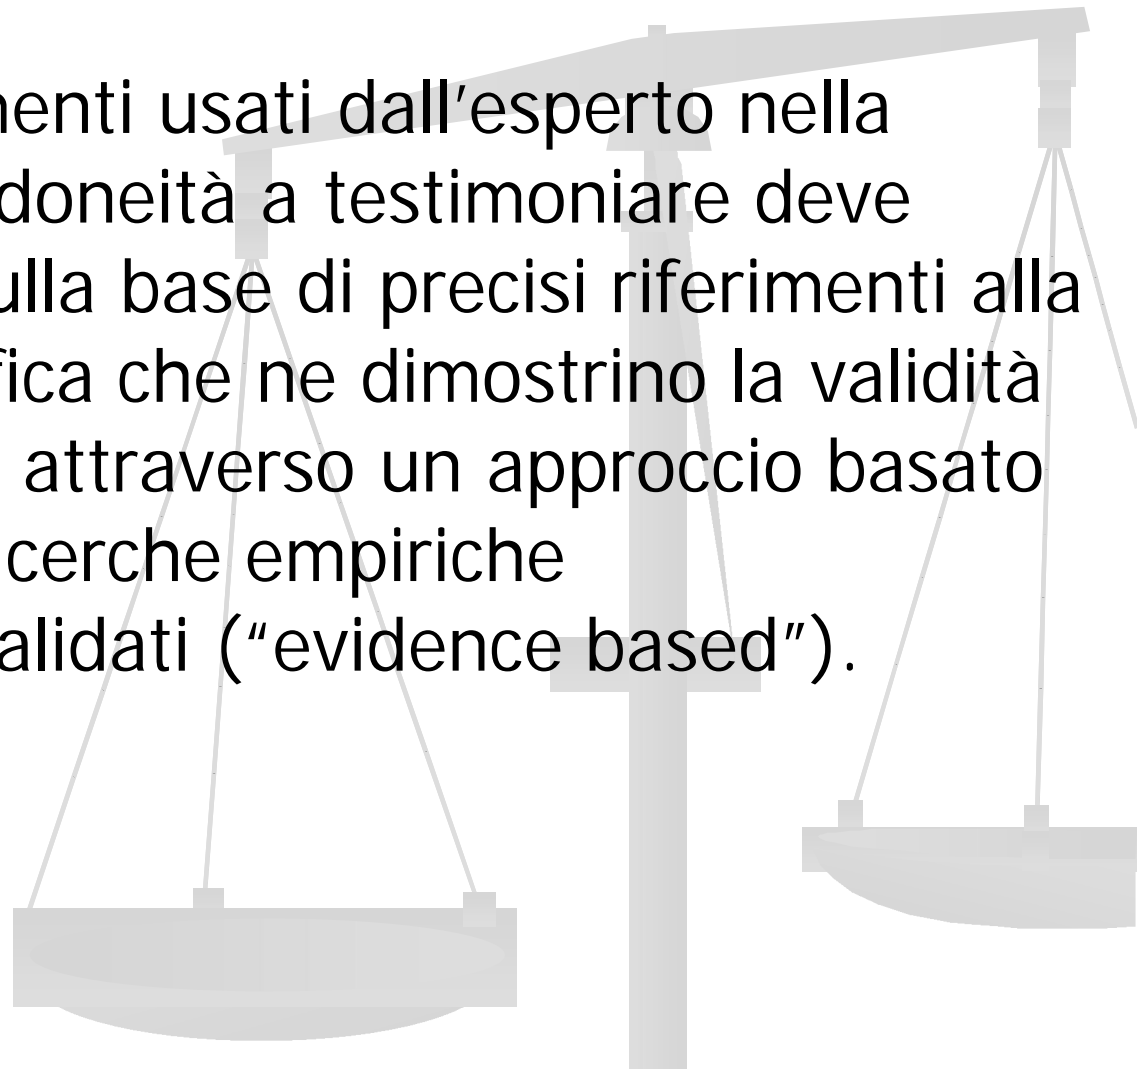 menti usati dall'esperto nella
doneità a testimoniare deve
ulla base di precisi riferimenti alla
fica che ne dimostrino la validità
attraverso un approccio basato
cerche empiriche
alidati ("evidence based").